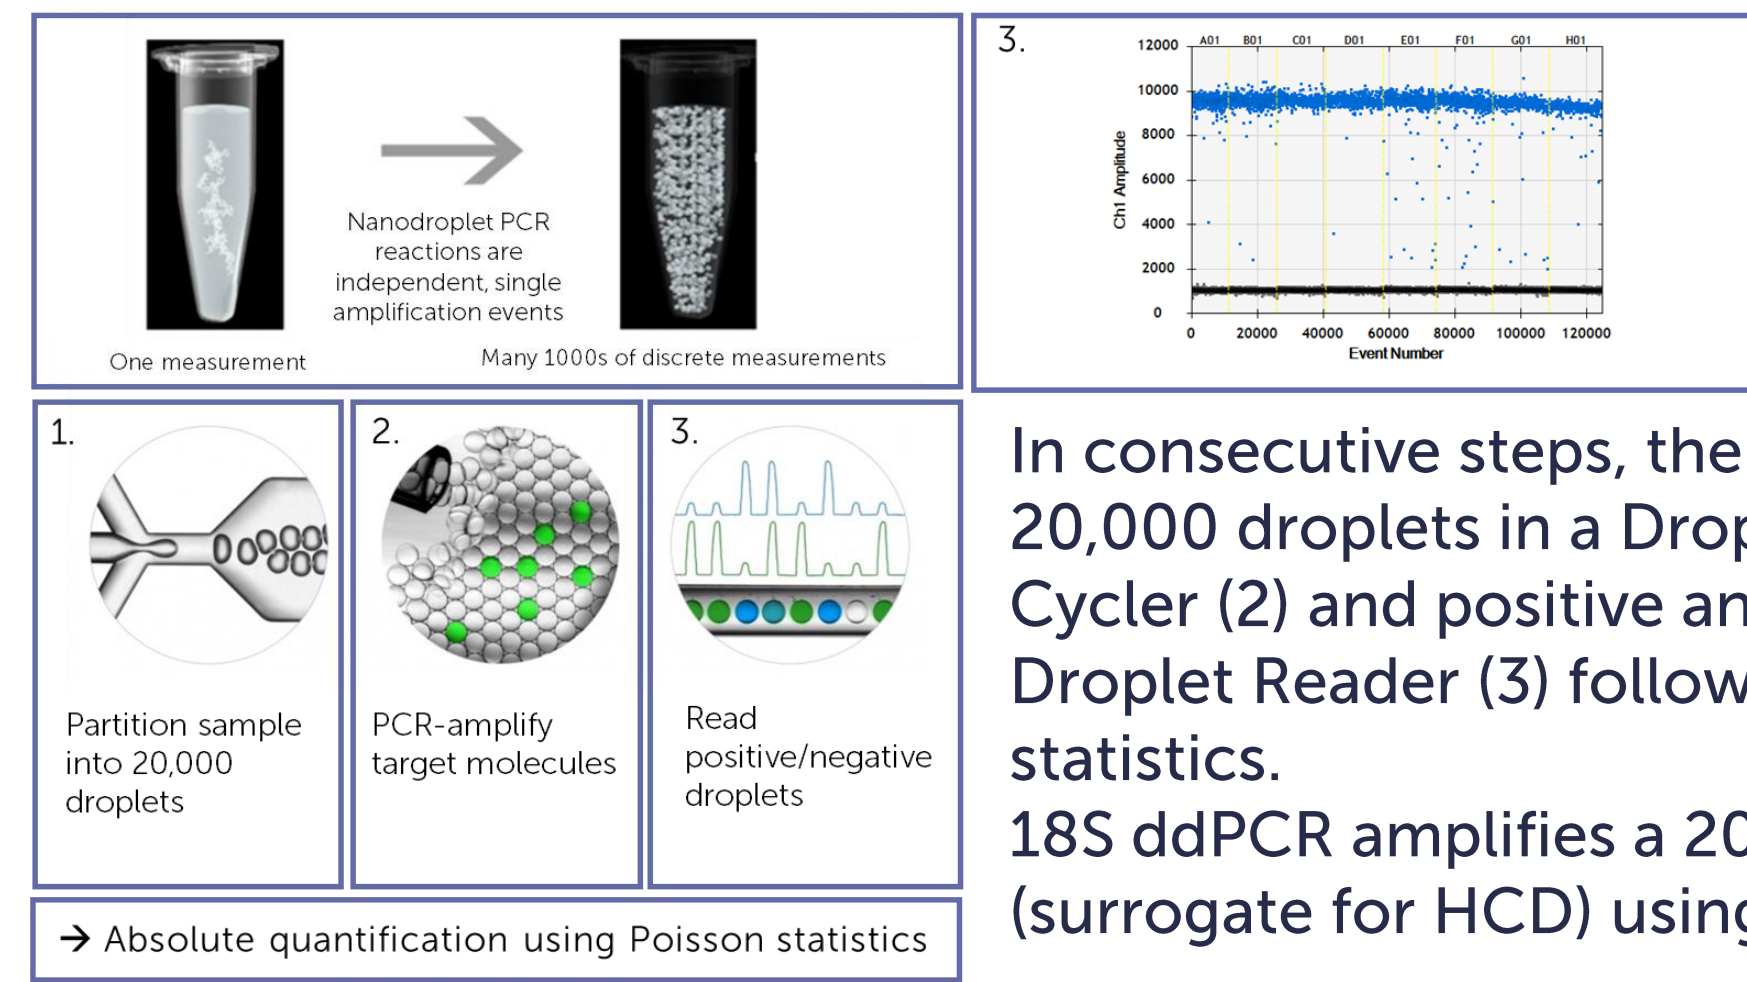 Nanodroplet PCR
reactions are
independent, single
amplification events
One measurement
Many 1000s of discrete measurements
1.
Partition sample
into 20,000
droplets
2.
PCR-amplify
target molecules
3.
Read
positive/negative
droplets
→ Absolute quantification using Poisson statistics
3.
A01 B01 C01 D01 E01 F01 G01 H01
12000
10000
8000
6000
4000
2000
0
Ch1 Amplitude
0 20000 40000 60000 80000 100000 120000
Event Number
In consecutive steps, the
20,000 droplets in a Drop
Cycler (2) and positive an
Droplet Reader (3) follow
statistics.
18S ddPCR amplifies a 20
(surrogate for HCD) using